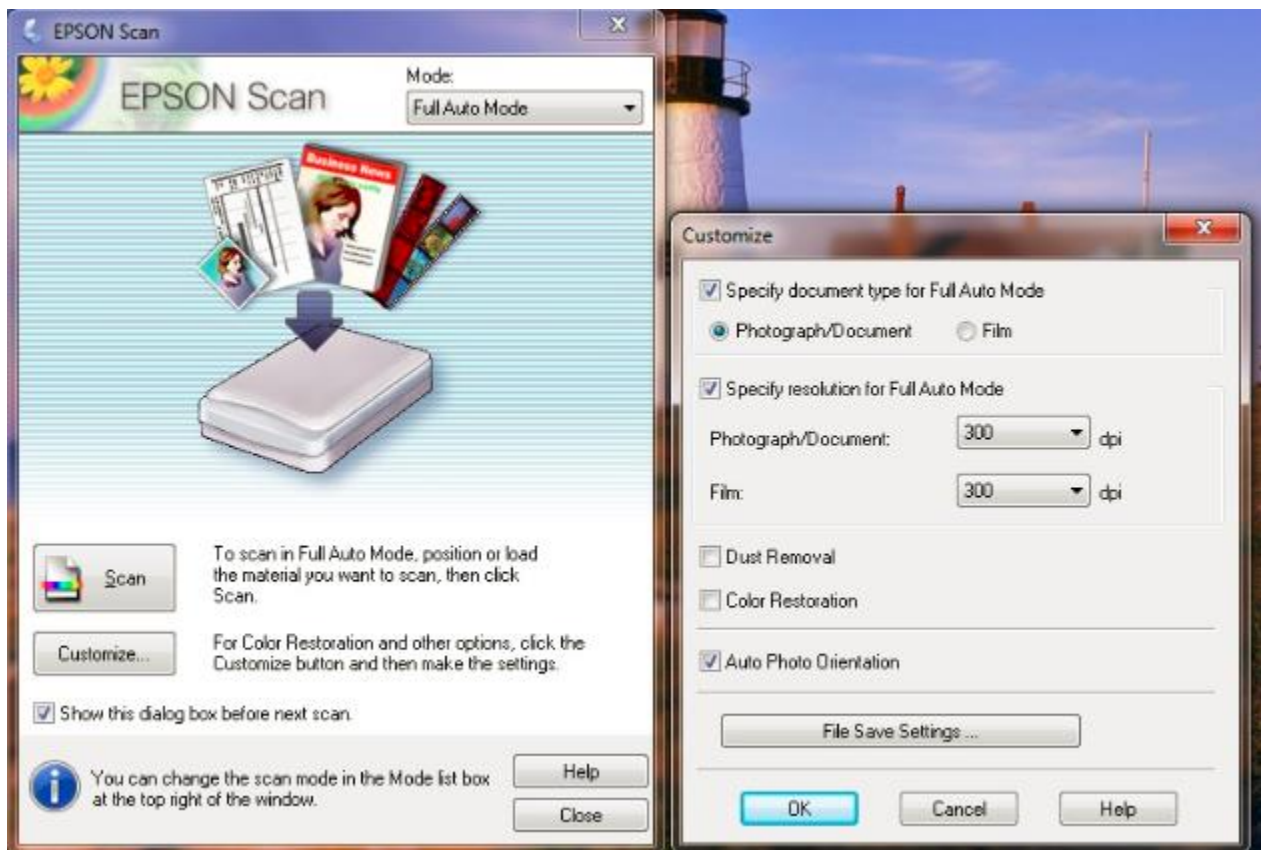 EPSON Scan
EPSON Scan
Mode:
Full Auto Mode
Business News
Scan
To scan in Full Auto Mode, position or load
the material you want to scan, then click
Scan.
Customize...
For Color Restoration and other options, click the
Customize button and then make the settings.
Show this dialog box before next scan.
You can change the scan mode in the Mode list box
at the top right of the window.
Help
Close
Customize
Specify document type for Full Auto Mode
Photograph/Document Film
Specify resolution for Full Auto Mode
Photograph/Document: 300 dpi
Film: 300 dpi
Dust Removal
Color Restoration
Auto Photo Orientation
File Save Settings ...
OK Cancel Help